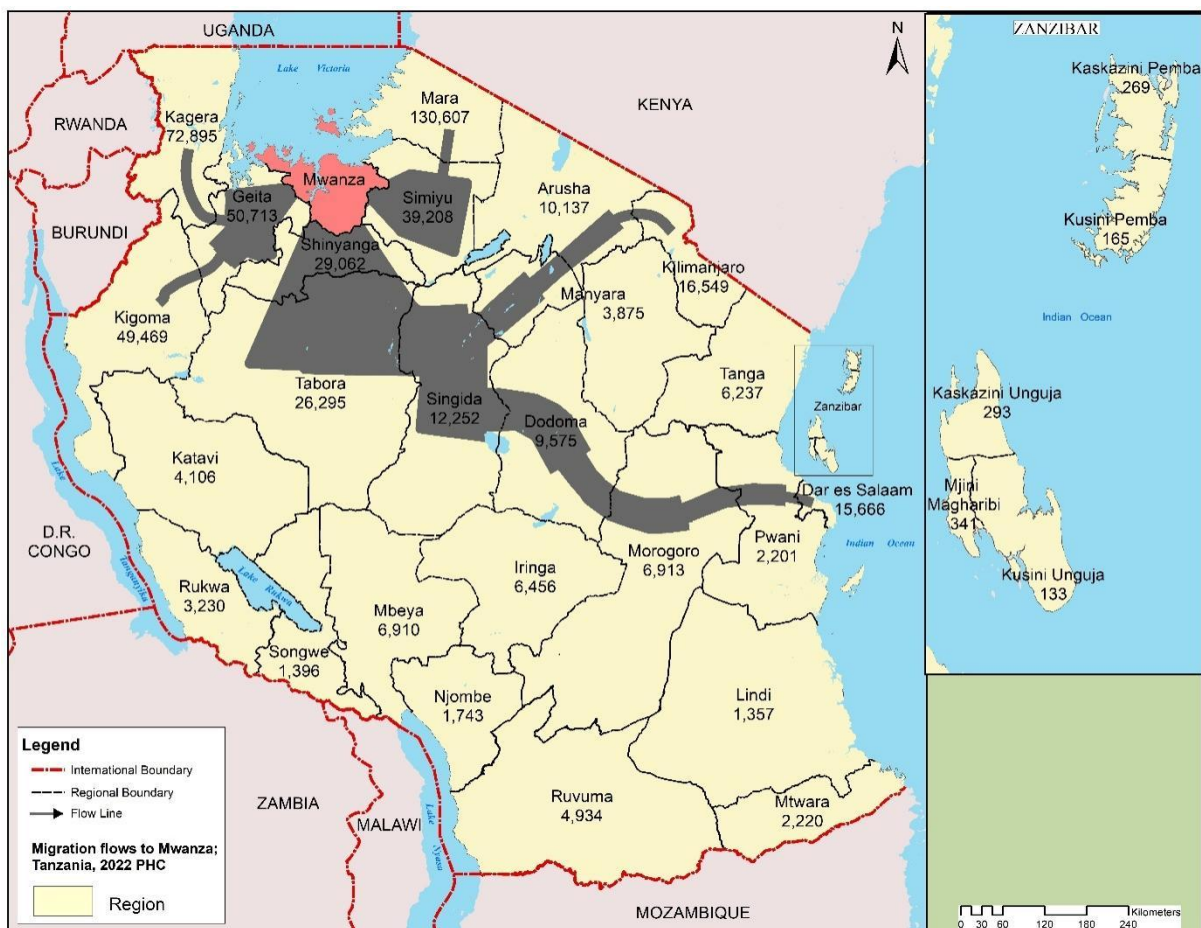 UGANDA
Lake Victoria
N
KENYA
RWANDA
BURUNDI
Kagera
72,895
Mara
130,607
Mwanza
Geita
50,713
Simiyu
39,208
Arusha
10,137
Shinyanga
29,062
Kilimanjaro
16,549
Manyara
3,875
Kigoma
49,469
Tabora
26,295
Singida
12,252
Tanga
6,237
Zanzibar
Dodoma
9,575
Katavi
4,106
Dar es Salaam
15,666
Pwani
2,201
Indian Ocean
Morogoro
6,913
Iringa
6,456
D.R.
CONGO
Lake Tanganyika
Rukwa
3,230
Lake Rukwa
Mbeya
6,910
Songwe
1,396
Njombe
1,743
Lindi
1,357
Ruvuma
4,934
Mtwara
2,220
ZAMBIA
MALAWI
Lake Nyasa
MOZAMBIQUE
Legend
International Boundary
Regional Boundary
Flow Line
Migration flows to Mwanza;
Tanzania, 2022 PHC
Region
ZANZIBAR
Kaskazini Pemba
269
Kusini Pemba
165
Indian Ocean
Kaskazini Unguja
293
Mjini
Magharibi
341
Kusini Unguja
133
Kilometers
0 30 60 120 180 240